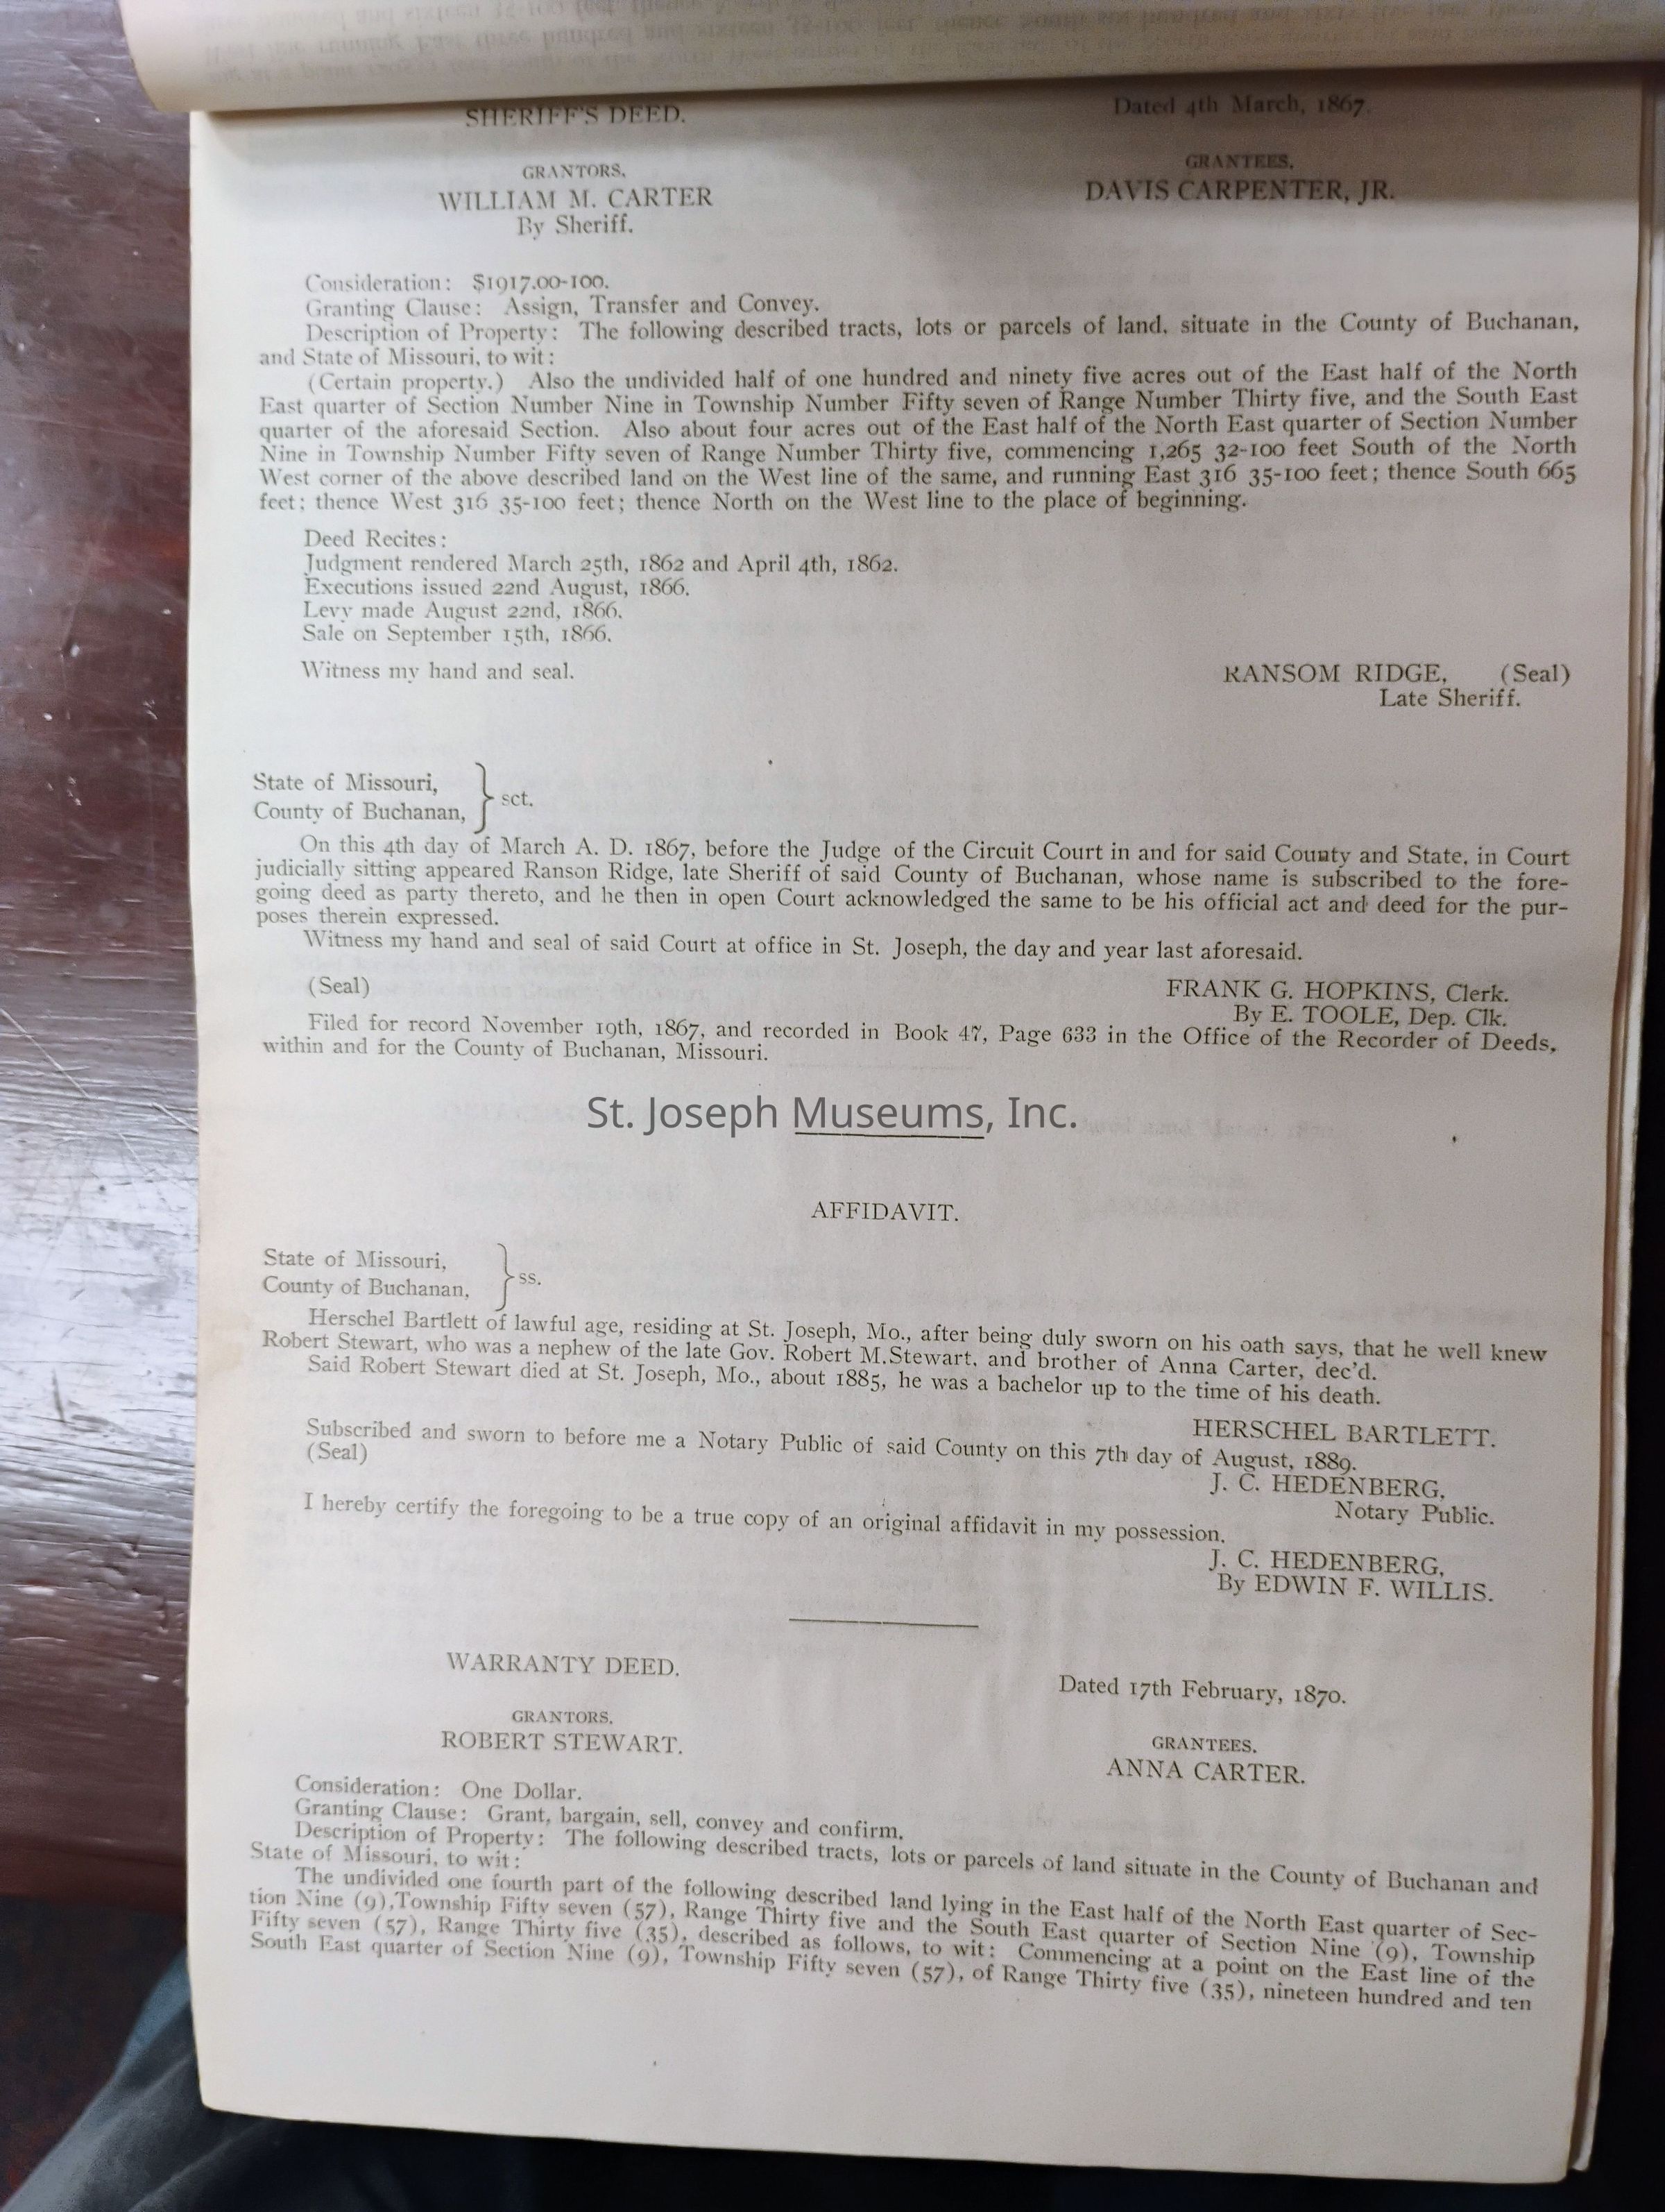 SHERIFF'S DEED.
Dated 4th March, 1867.
GRANTORS,
WILLIAM M. CARTER
By Sheriff.
GRANTEES,
DAVIS CARPENTER, JR.
Consideration: $1917.00-100.
Granting Clause: Assign, Transfer and Convey.
Description of Property: The following described tracts, lots or parcels of land, situate in the County of Buchanan,
and State of Missouri, to wit:
(Certain property.) Also the undivided half of one hundred and ninety five acres out of the East half of the North
East quarter of Section Number Nine in Township Number Fifty seven of Range Number Thirty five, and the South East
quarter of the aforesaid Section. Also about four acres out of the East half of the North East quarter of Section Number
Nine in Township Number Fifty seven of Range Number Thirty five, commencing 1,265 32-100 feet South of the North
West corner of the above described land on the West line of the same, and running East 316 35-100 feet; thence South 665
feet; thence West 316 35-100 feet; thence North on the West line to the place of beginning.
Deed Recites:
Judgment rendered March 25th, 1862 and April 4th, 1862.
Executions issued 22nd August, 1866.
Levy made August 22nd, 1866.
Sale on September 15th, 1866.
Witness my hand and seal.
RANSOM RIDGE, (Seal)
Late Sheriff.
State of Missouri,
County of Buchanan, } sct.
On this 4th day of March A. D. 1867, before the Judge of the Circuit Court in and for said County and State, in Court
judicially sitting appeared Ranson Ridge, late Sheriff of said County of Buchanan, whose name is subscribed to the fore-
going deed as party thereto, and he then in open Court acknowledged the same to be his official act and deed for the pur-
poses therein expressed.
Witness my hand and seal of said Court at office in St. Joseph, the day and year last aforesaid.
(Seal)
FRANK G. HOPKINS, Clerk.
By E. TOOLE, Dep. Clk.
Filed for record November 19th, 1867, and recorded in Book 47, Page 633 in the Office of the Recorder of Deeds,
within and for the County of Buchanan, Missouri.
St. Joseph Museums, Inc.
AFFIDAVIT.
State of Missouri,
County of Buchanan, } ss.
Herschel Bartlett of lawful age, residing at St. Joseph, Mo., after being duly sworn on his oath says, that he well knew
Robert Stewart, who was a nephew of the late Gov. Robert M.Stewart, and brother of Anna Carter, dec'd.
Said Robert Stewart died at St. Joseph, Mo., about 1885, he was a bachelor up to the time of his death.
HERSCHEL BARTLETT.
Subscribed and sworn to before me a Notary Public of said County on this 7th day of August, 1889.
(Seal)
J. C. HEDENBERG,
Notary Public.
I hereby certify the foregoing to be a true copy of an original affidavit in my possession.
J. C. HEDENBERG,
By EDWIN F. WILLIS.
WARRANTY DEED.
Dated 17th February, 1870.
GRANTORS,
ROBERT STEWART.
GRANTEES,
ANNA CARTER.
Consideration: One Dollar.
Granting Clause: Grant, bargain, sell, convey and confirm.
Description of Property: The following described tracts, lots or parcels of land situate in the County of Buchanan and
State of Missouri, to wit:
The undivided one fourth part of the following described land lying in the East half of the North East quarter of Sec-
tion Nine (9),Township Fifty seven (57), Range Thirty five and the South East quarter of Section Nine (9), Township
Fifty seven (57), Range Thirty five (35), described as follows, to wit: Commencing at a point on the East line of the
South East quarter of Section Nine (9), Township Fifty seven (57), of Range Thirty five (35), nineteen hundred and ten